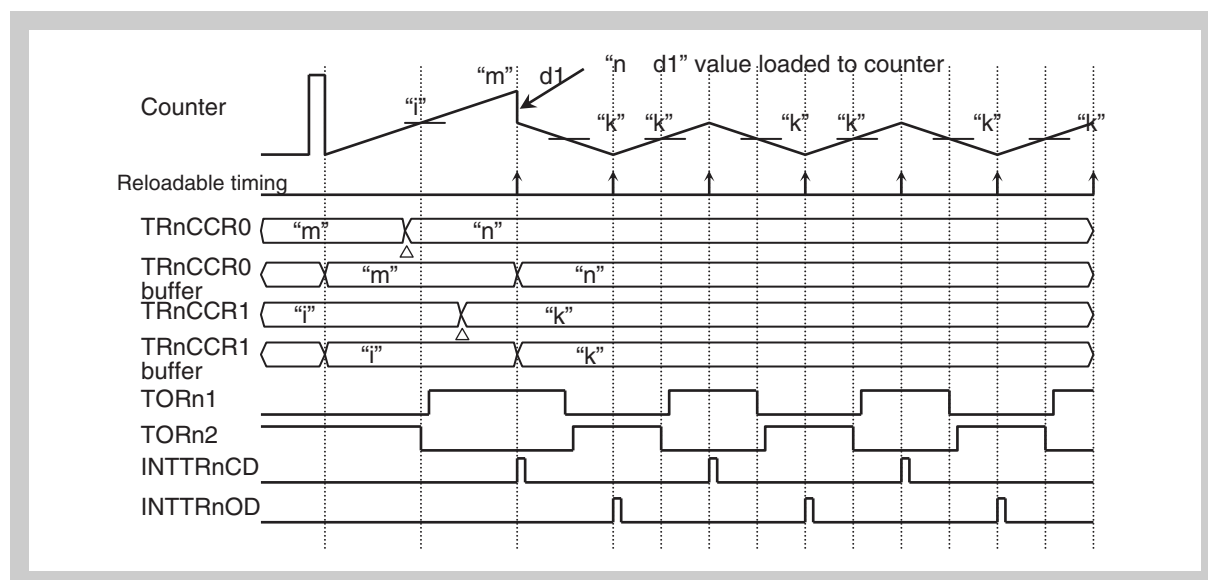 “n d1” value loaded to counter
“m” d1
Counter
“i”
“k” “k” “k” “k” “k” “k”
Reloadable timing
TRnCCR0 “m” “n”
TRnCCR0 buffer “m” “n”
TRnCCR1 “i” “k”
TRnCCR1 buffer “i” “k”
TORn1
TORn2
INTTRnCD
INTTRnOD